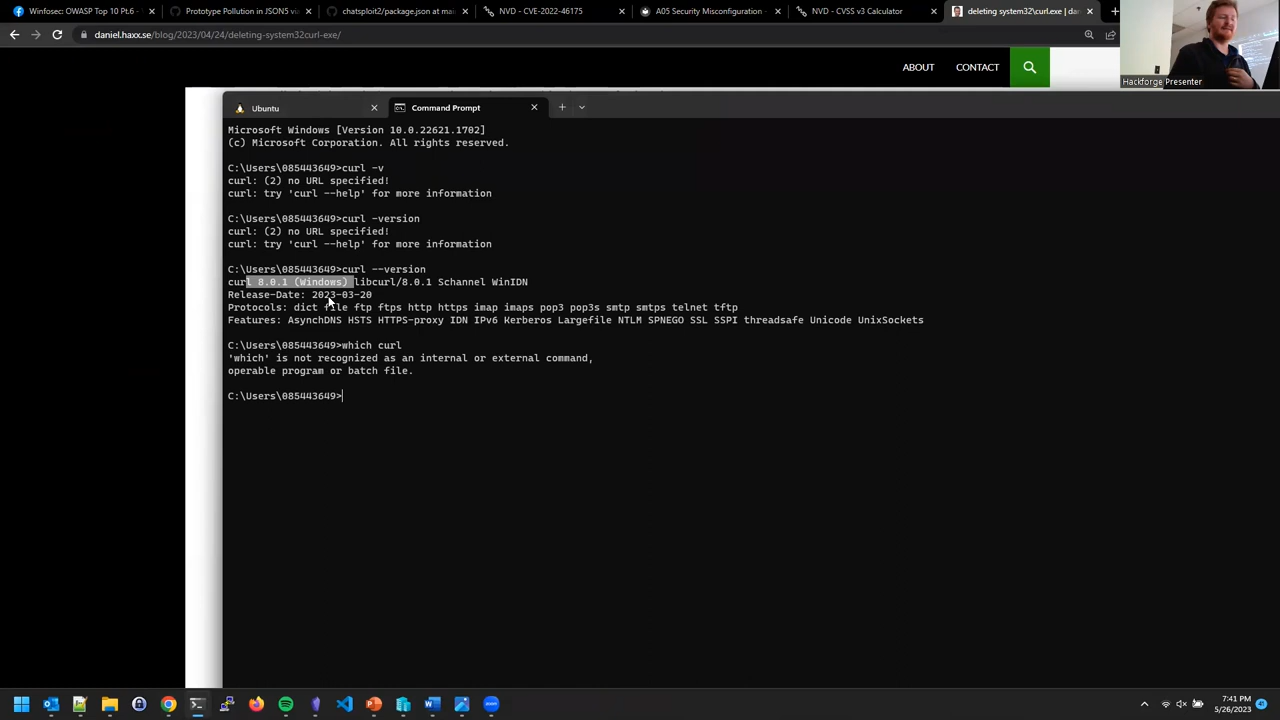 Winfosec: OWASP Top 10 Pt.6 -
Prototype Pollution in JSON5 via
chatsploit2/package.json at mai
NVD - CVE-2022-46175
A05 Security Misconfiguration -
NVD - CVSS v3 Calculator
deleting system32\curl.exe | dan
daniel.haxx.se/blog/2023/04/24/deleting-system32curl-exe/
Hackforge Presenter
ABOUT CONTACT
Ubuntu
Command Prompt
Microsoft Windows [Version 10.0.22621.1702]
(c) Microsoft Corporation. All rights reserved.
C:\Users\085443649>curl -v
curl: (2) no URL specified!
curl: try 'curl --help' for more information
C:\Users\085443649>curl -version
curl: (2) no URL specified!
curl: try 'curl --help' for more information
C:\Users\085443649>curl --version
curl 8.0.1 (Windows) libcurl/8.0.1 Schannel WinIDN
Release-Date: 2023-03-20
Protocols: dict file ftp ftps http https imap imaps pop3 pop3s smtp smtps telnet tftp
Features: AsynchDNS HSTS HTTPS-proxy IDN IPv6 Kerberos Largefile NTLM SPNEGO SSL SSPI threadsafe Unicode UnixSockets
C:\Users\085443649>which curl
'which' is not recognized as an internal or external command,
operable program or batch file.
C:\Users\085443649>
7:41 PM
5/26/2023